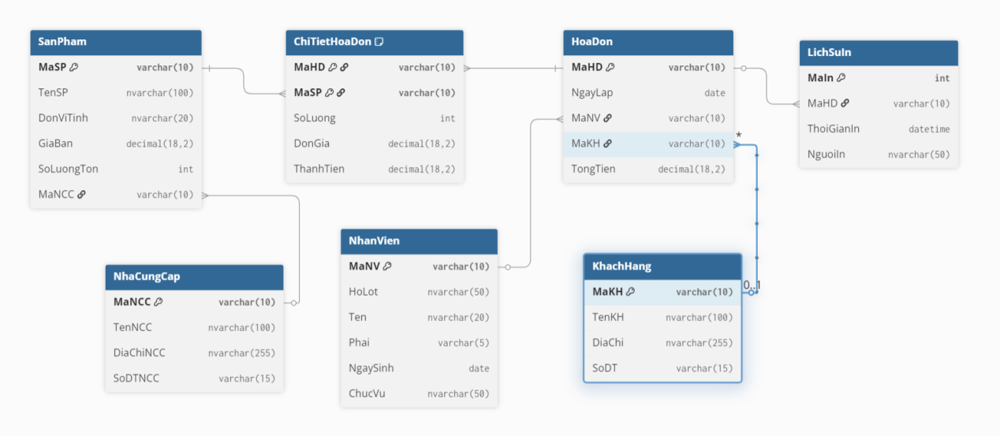 SanPham
MaSP varchar(10)
TenSP nvarchar(100)
DonViTinh nvarchar(20)
GiaBan decimal(18,2)
SoLuongTon int
MaNCC varchar(10)
ChiTietHoaDon
MaHD varchar(10)
MaSP varchar(10)
SoLuong int
DonGia decimal(18,2)
ThanhTien decimal(18,2)
HoaDon
MaHD varchar(10)
NgayLap date
MaNV varchar(10)
MaKH varchar(10)
TongTien decimal(18,2)
*
LichSuIn
MaIn int
MaHD varchar(10)
ThoiGianIn datetime
NguoiIn nvarchar(50)
NhaCungCap
MaNCC varchar(10)
TenNCC nvarchar(100)
DiaChiNCC nvarchar(255)
SoDTNCC varchar(15)
NhanVien
MaNV varchar(10)
HoLot nvarchar(50)
Ten nvarchar(20)
Phai varchar(5)
NgaySinh date
ChucVu nvarchar(50)
KhachHang
MaKH varchar(10)
TenKH nvarchar(100)
DiaChi nvarchar(255)
SoDT varchar(15)
0..1